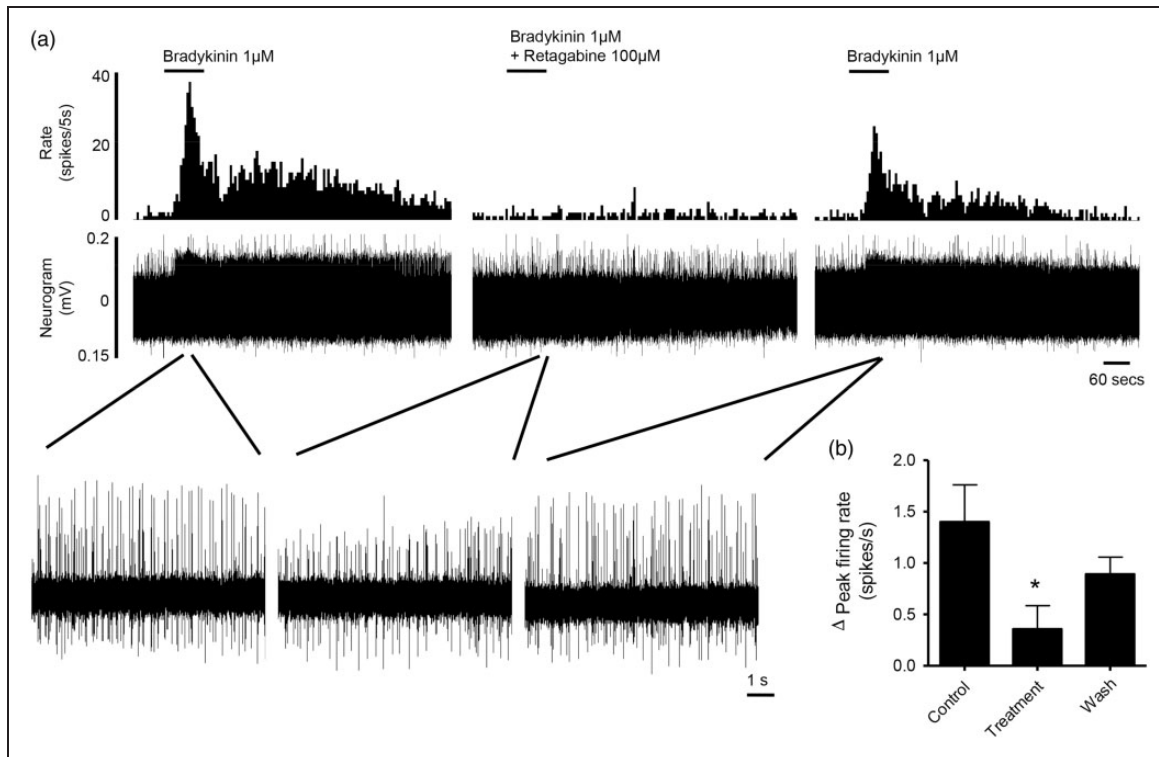 (a)
Bradykinin 1µM
Bradykinin 1µM
+ Retagabine 100µM
Bradykinin 1µM
40
20
0
Rate
(spikes/5s)
0.2
0
0.15
Neurogram
(mV)
60 secs
1 s
(b)
2.0
1.5
1.0
0.5
0.0
Δ Peak firing rate
(spikes/s)
*
Control
Treatment
Wash